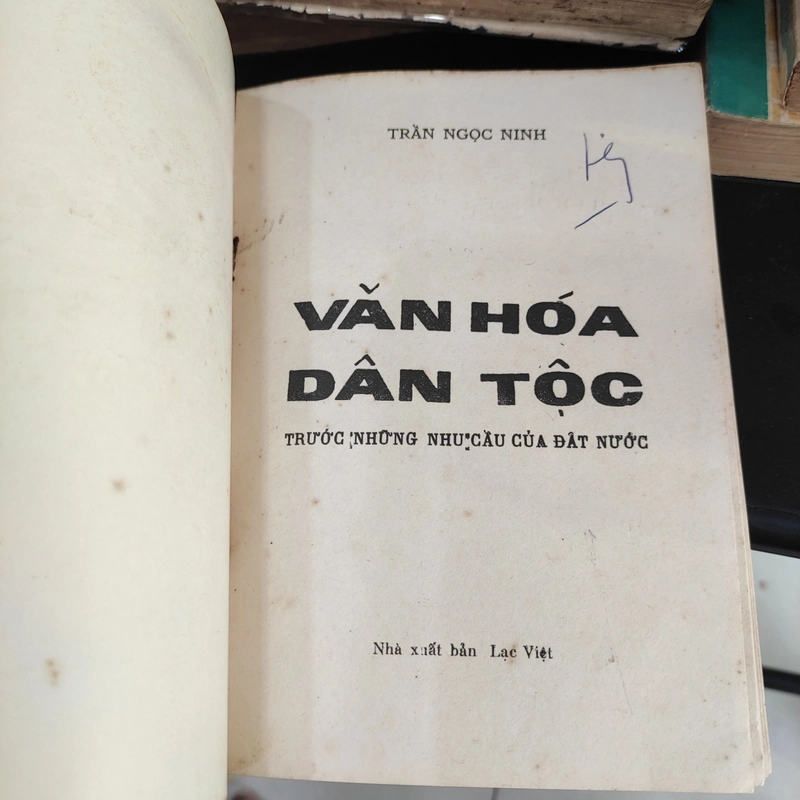 TRẦN NGỌC NINH
VĂN HÓA
DÂN TỘC
TRƯỚC NHỮNG NHU CẦU CỦA ĐẤT NƯỚC
Nhà xuất bản Lạc Việt